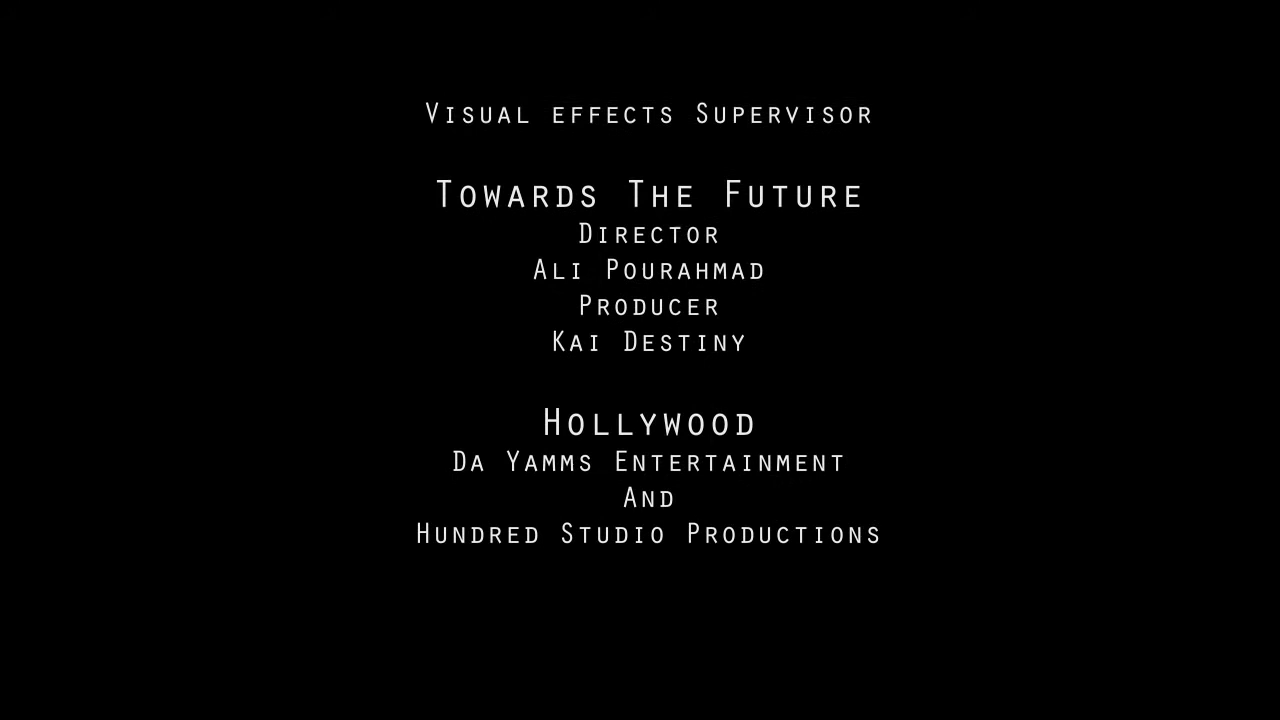 Visual effects Supervisor
Towards The Future
Director
Ali Pourahmad
Producer
Kai Destiny
Hollywood
Da Yamms Entertainment
And
Hundred Studio Productions